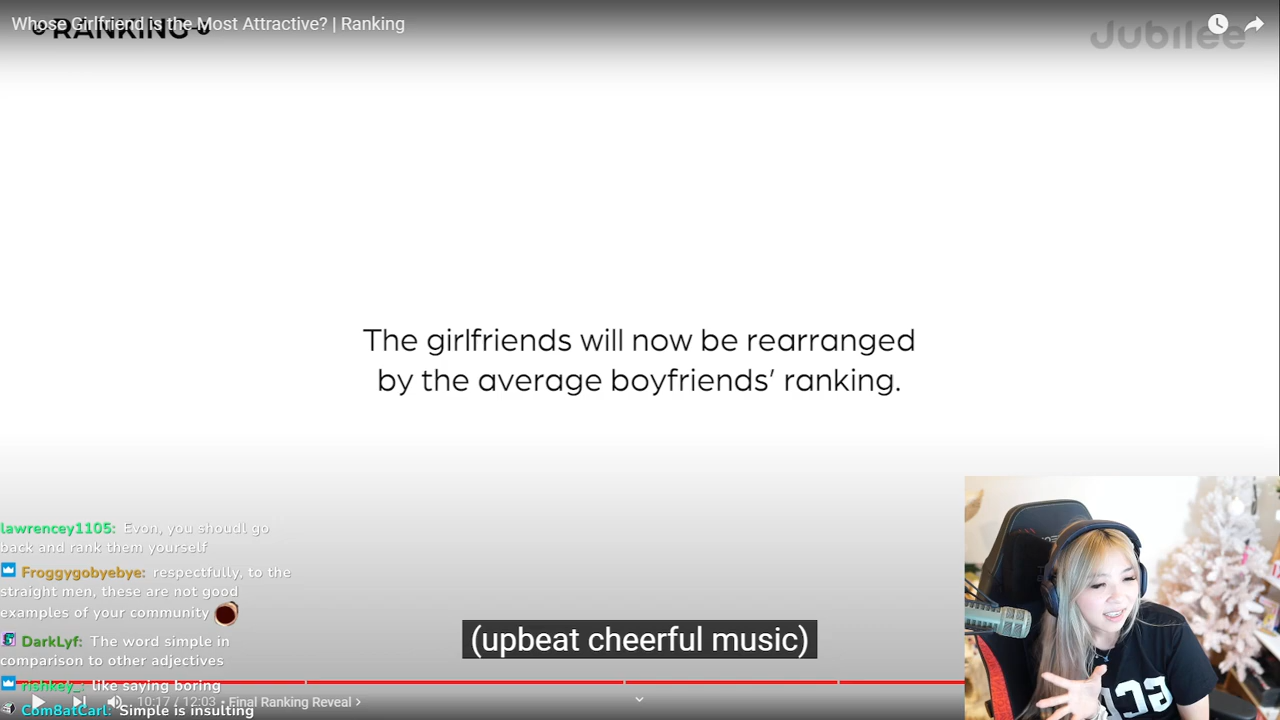 Whose Girlfriend is the Most Attractive? | Ranking
RANKING
Jubilee
The girlfriends will now be rearranged
by the average boyfriends’ ranking.
lawrencey1105: Evon, you shoudl go
back and rank them yourself
Froggygobyebye: respectfully, to the
straight men, these are not good
examples of your community
DarkLyf: The word simple in
comparison to other adjectives
rishkey_: like saying boring
Com8atCarl: Simple is insulting
(upbeat cheerful music)
10:17 / 12:03 • Final Ranking Reveal >